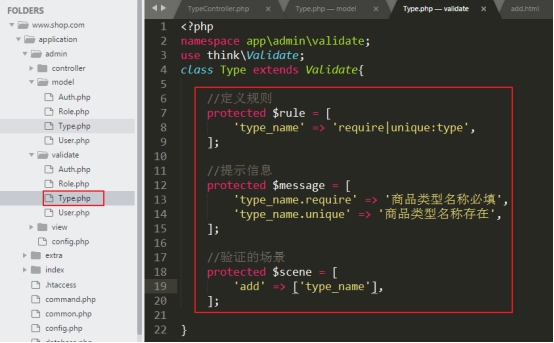 FOLDERS
www.shop.com
application
admin
controller
model
Auth.php
Role.php
Type.php
User.php
validate
Auth.php
Role.php
Type.php
User.php
view
config.php
extra
index
.htaccess
command.php
common.php
config.php
database.php
TypeController.php
Type.php — model
Type.php — validate
add.html
1 <?php
2 namespace app\admin\validate;
3 use think\Validate;
4 class Type extends Validate{
5
6 //定义规则
7 protected $rule = [
8 'type_name' => 'require|unique:type',
9 ];
10
11 //提示信息
12 protected $message = [
13 'type_name.require' => '商品类型名称必填',
14 'type_name.unique' => '商品类型名称存在',
15 ];
16
17 //验证的场景
18 protected $scene = [
19 'add' => ['type_name'],
20 ];
21
22 }